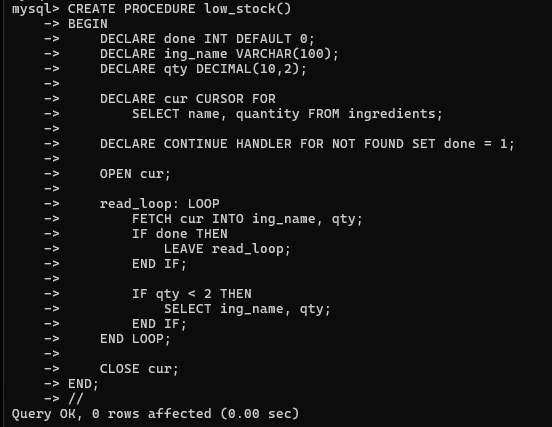 mysql> CREATE PROCEDURE low_stock()
    -> BEGIN
    ->     DECLARE done INT DEFAULT 0;
    ->     DECLARE ing_name VARCHAR(100);
    ->     DECLARE qty DECIMAL(10,2);
    ->
    ->     DECLARE cur CURSOR FOR
    ->         SELECT name, quantity FROM ingredients;
    ->
    ->     DECLARE CONTINUE HANDLER FOR NOT FOUND SET done = 1;
    ->
    ->     OPEN cur;
    ->
    ->     read_loop: LOOP
    ->         FETCH cur INTO ing_name, qty;
    ->         IF done THEN
    ->             LEAVE read_loop;
    ->         END IF;
    ->
    ->         IF qty < 2 THEN
    ->             SELECT ing_name, qty;
    ->         END IF;
    ->     END LOOP;
    ->
    ->     CLOSE cur;
    -> END;
    -> //
Query OK, 0 rows affected (0.00 sec)